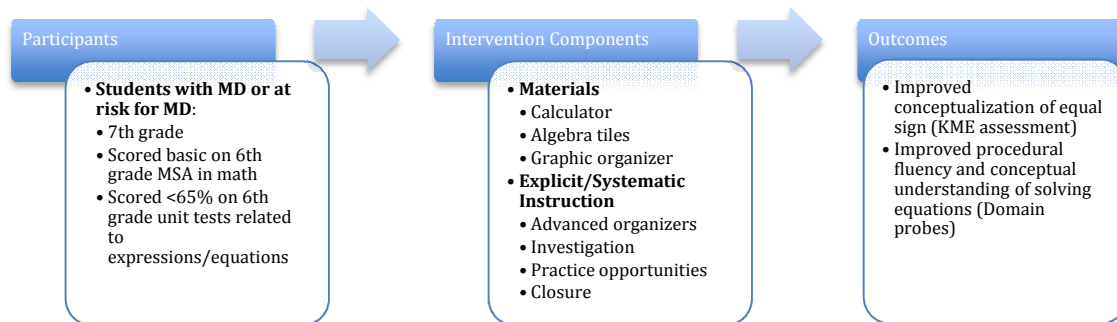 Participants
• Students with MD or at
risk for MD:
• 7th grade
• Scored basic on 6th
grade MSA in math
• Scored <65% on 6th
grade unit tests related
to
expressions/equations
Intervention Components
• Materials
• Calculator
• Algebra tiles
• Graphic organizer
• Explicit/Systematic
Instruction
• Advanced organizers
• Investigation
• Practice opportunities
• Closure
Outcomes
• Improved
conceptualization of equal
sign (KME assessment)
• Improved procedural
fluency and conceptual
understanding of solving
equations (Domain
probes)